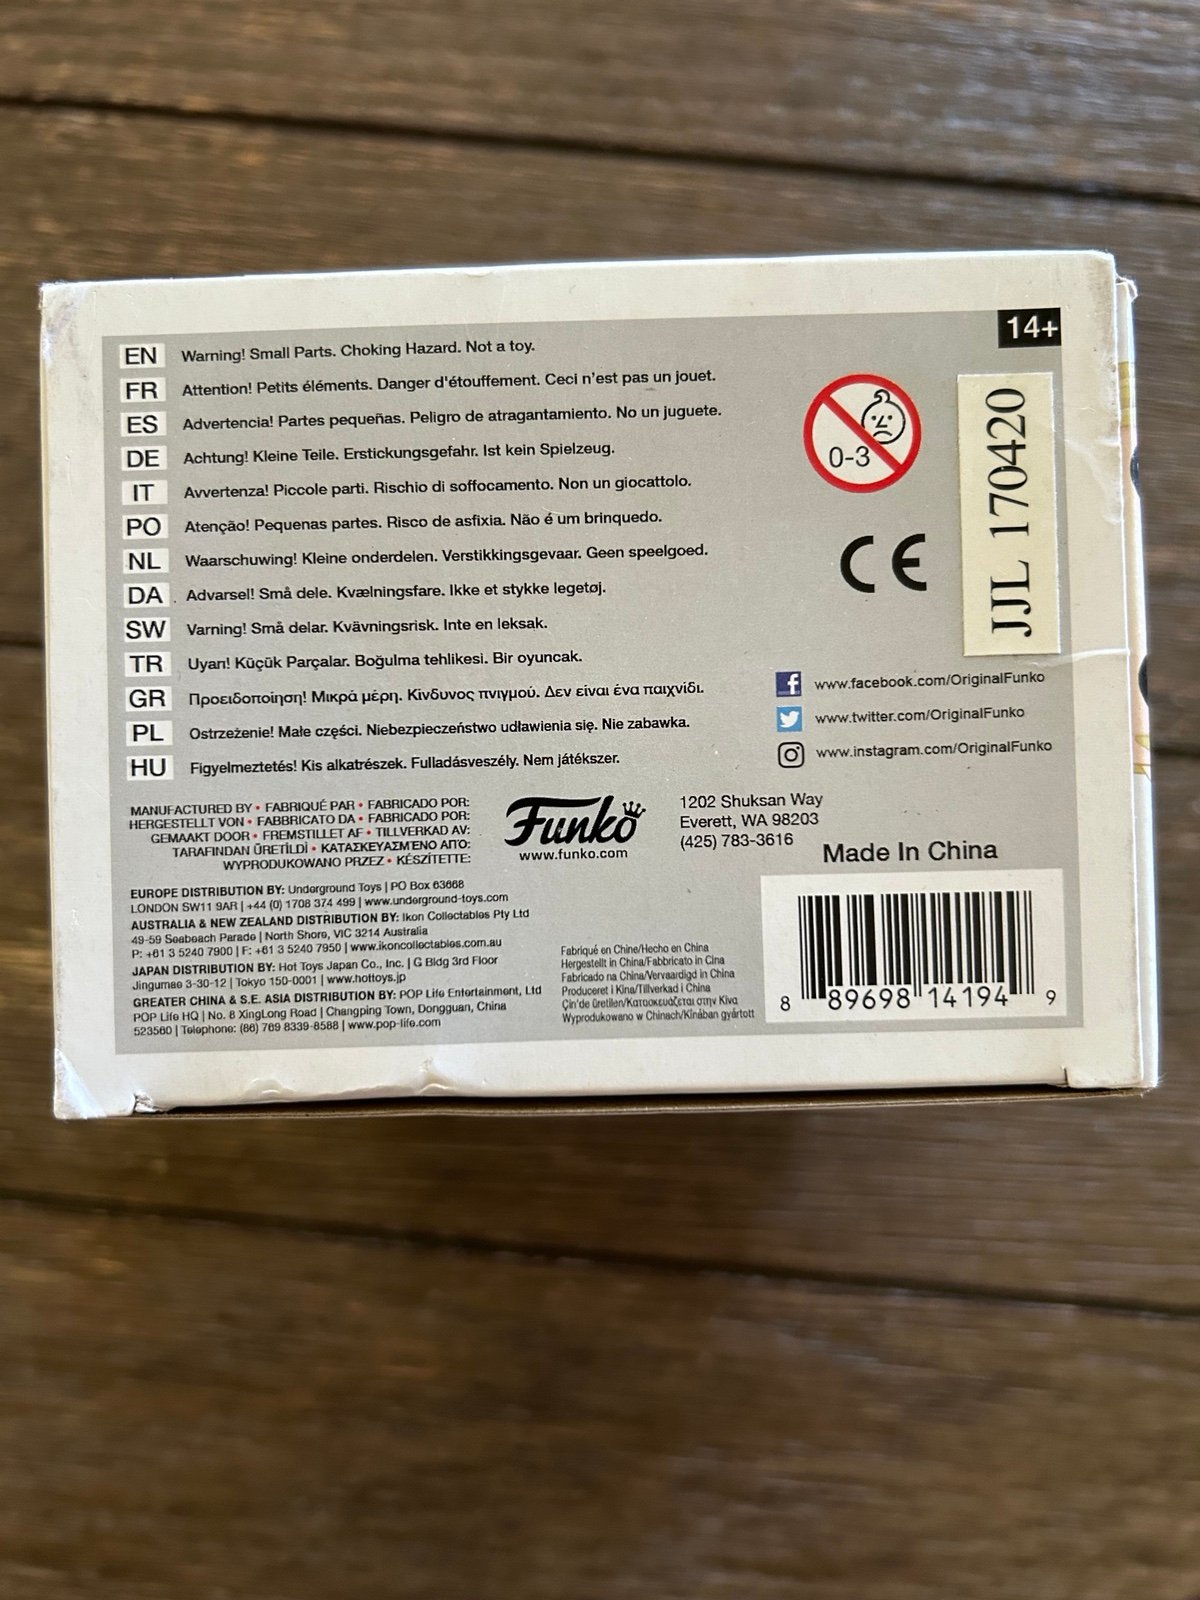 14+
EN Warning! Small Parts. Choking Hazard. Not a toy.
FR Attention! Petits éléments. Danger d'étouffement. Ceci n'est pas un jouet.
ES Advertencia! Partes pequeñas. Peligro de atragantamiento. No un juguete.
DE Achtung! Kleine Teile. Erstickungsgefahr. Ist kein Spielzeug.
IT Avvertenza! Piccole parti. Rischio di soffocamento. Non un giocattolo.
PO Atenção! Pequenas partes. Risco de asfixia. Não é um brinquedo.
NL Waarschuwing! Kleine onderdelen. Verstikkingsgevaar. Geen speelgoed.
DA Advarsel! Små dele. Kvælningsfare. Ikke et stykke legetøj.
SW Varning! Små delar. Kvävningsrisk. Inte en leksak.
TR Uyarı! Küçük Parçalar. Boğulma tehlikesi. Bir oyuncak.
GR Προειδοποίηση! Μικρά μέρη. Κίνδυνος πνιγμού. Δεν είναι ένα παιχνίδι.
PL Ostrzeżenie! Małe części. Niebezpieczeństwo udławienia się. Nie zabawka.
HU Figyelmeztetés! Kis alkatrészek. Fulladásveszély. Nem játékszer.
0-3
CE
JJL 170420
www.facebook.com/OriginalFunko
www.twitter.com/OriginalFunko
www.instagram.com/OriginalFunko
MANUFACTURED BY • FABRIQUÉ PAR • FABRICADO POR:
HERGESTELLT VON • FABBRICATO DA • FABRICADO POR:
GEMAAKT DOOR • FREMSTILLET AF • TILLVERKAD AV:
TARAFINDAN ÜRETİLDİ • ΚΑΤΑΣΚΕΥΑΣΜΈΝΟ ΑΠΌ:
WYPRODUKOWANO PRZEZ • KÉSZÍTETTE:
Funko
www.funko.com
1202 Shuksan Way
Everett, WA 98203
(425) 783-3616
Made In China
EUROPE DISTRIBUTION BY: Underground Toys | PO Box 63668
LONDON SW11 9AR | +44 (0) 1708 374 499 | www.underground-toys.com
AUSTRALIA & NEW ZEALAND DISTRIBUTION BY: Ikon Collectables Pty Ltd
49-59 Seabeach Parade | North Shore, VIC 3214 Australia
P: +61 3 5240 7900 | F: +61 3 5240 7950 | www.ikoncollectables.com.au
JAPAN DISTRIBUTION BY: Hot Toys Japan Co., Inc. | G Bldg 3rd Floor
Jingumae 3-30-12 | Tokyo 150-0001 | www.hottoys.jp
GREATER CHINA & S.E. ASIA DISTRIBUTION BY: POP Life Entertainment, Ltd
POP Life HQ | No. 8 XingLong Road | Changping Town, Dongguan, China
523560 | Telephone: (86) 769 8339-8588 | www.pop-life.com
Fabriqué en Chine/Hecho en China
Hergestellt in China/Fabbricato in Cina
Fabricado na China/Vervaardigd in China
Produceret i Kina/Tillverkad i China
Çin'de üretilen/Κατασκευάζεται στην Κίνα
Wyprodukowano w Chinach/Kínában gyártott
8 89698 14194 9